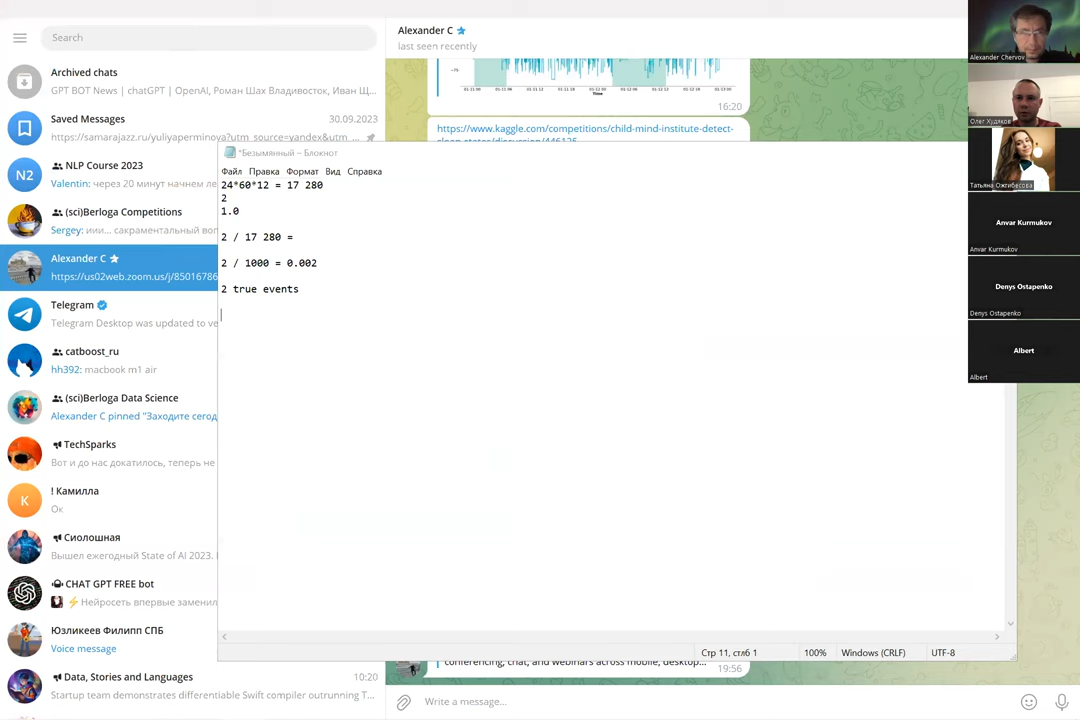 Search
Archived chats
GPT BOT News | chatGPT | OpenAI, Роман Шах Владивосток, Иван Щ...
Saved Messages
30.09.2023
https://samarajazz.ru/yuliyaperminova?utm_source=yandex&utm_...
N2
NLP Course 2023
Valentin: через 20 минут начнем ле
(sci)Berloga Competitions
Sergey: иии... сакраментальный воп
Alexander C
https://us02web.zoom.us/j/85016786
Telegram
Telegram Desktop was updated to ve
catboost_ru
hh392: macbook m1 air
(sci)Berloga Data Science
Alexander C pinned "Заходите сегод
TechSparks
Вот и до нас докатилось, теперь не
К
! Камилла
Ок
Сиолошная
Вышел ежегодный State of AI 2023.
CHAT GPT FREE bot
⚡Нейросеть впервые заменил
Юзликеев Филипп СПБ
Voice message
Data, Stories and Languages
10:20
Startup team demonstrates differentiable Swift compiler outrunning T...
Alexander C
last seen recently
Time
16:20
https://www.kaggle.com/competitions/child-mind-institute-detect-
*Безымянный – Блокнот
Файл Правка Формат Вид Справка
24*60*12 = 17 280
2
1.0
2 / 17 280 =
2 / 1000 = 0.002
2 true events
Стр 11, стлб 1
100%
Windows (CRLF)
UTF-8
conferencing, chat, and webinars across mobile, desktop...
19:56
Write a message...
Alexander Chervov
Олег Худяков
Татьяна Ожгибесова
Anvar Kurmukov
Anvar Kurmukov
Denys Ostapenko
Denys Ostapenko
Albert
Albert